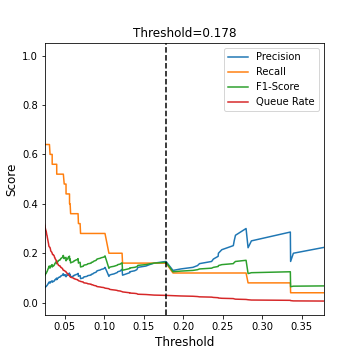 Threshold=0.178
Precision
Recall
F1-Score
Queue Rate
Score
1.0
0.8
0.6
0.4
0.2
0.0
0.05 0.10 0.15 0.20 0.25 0.30 0.35
Threshold